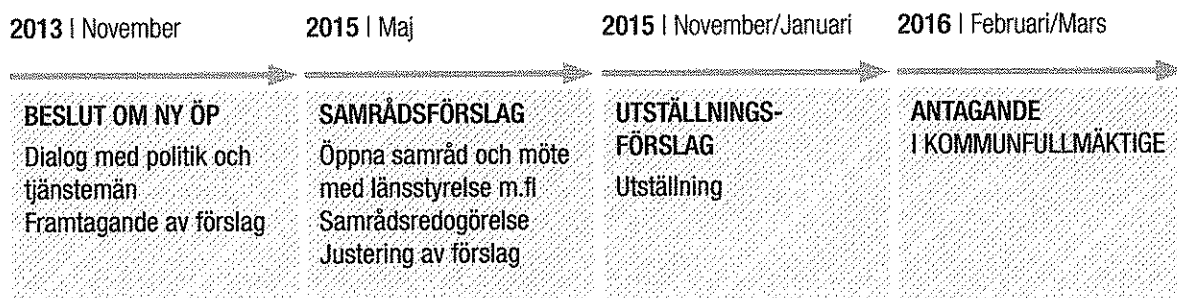 2013 | November
BESLUT OM NY ÖP
Dialog med politik och
tjänstemän
Framtagande av förslag
2015 | Maj
SAMRÅDSFÖRSLAG
Öppna samråd och möte
med länsstyrelse m.fl
Samrådsredogörelse
Justering av förslag
2015 | November/Januari
UTSTÄLLNINGS-
FÖRSLAG
Utställning
2016 | Februari/Mars
ANTAGANDE
I KOMMUNFULLMÄKTIGE